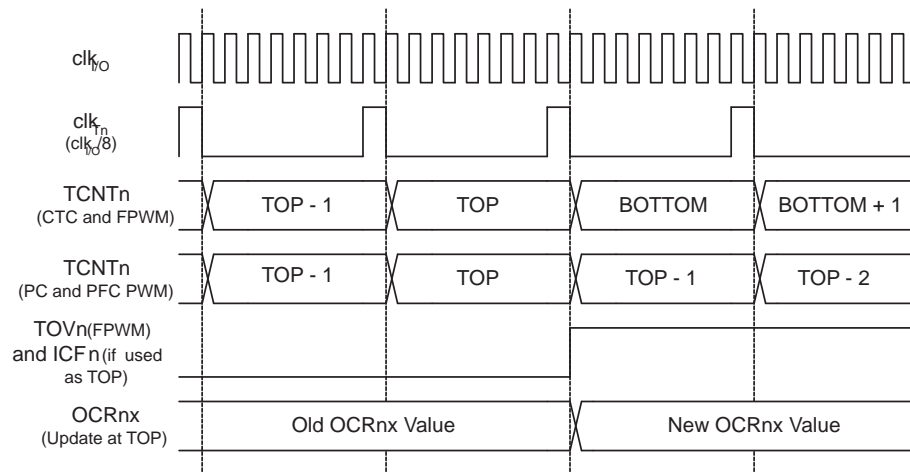 clkI/O
clkTn
(clkI/O/8)
TCNTn
(CTC and FPWM)
TOP - 1
TOP
BOTTOM
BOTTOM + 1
TCNTn
(PC and PFC PWM)
TOP - 1
TOP
TOP - 1
TOP - 2
TOVn(FPWM)
and ICFn(if used
as TOP)
OCRnx
(Update at TOP)
Old OCRnx Value
New OCRnx Value